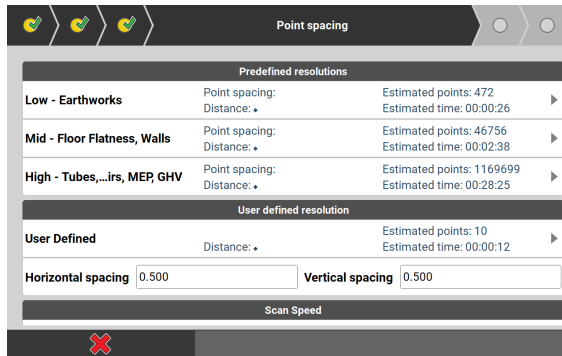 Point spacing
Predefined resolutions
Low - Earthworks
Point spacing:
Distance:
Estimated points: 472
Estimated time: 00:00:26
Mid - Floor Flatness, Walls
Point spacing:
Distance:
Estimated points: 46756
Estimated time: 00:02:38
High - Tubes,...irs, MEP, GHV
Point spacing:
Distance:
Estimated points: 1169699
Estimated time: 00:28:25
User defined resolution
User Defined
Distance:
Estimated points: 10
Estimated time: 00:00:12
Horizontal spacing 0.500 Vertical spacing 0.500
Scan Speed